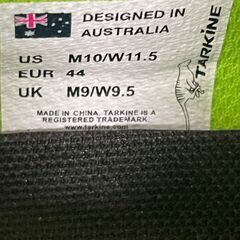 DESIGNED IN
AUSTRALIA
US M10/W11.5
EUR 44
UK M9/W9.5
MADE IN CHINA. TARKINE IS A
REGISTERED TRADEMARK.
www.tarkine.com
TARKINE